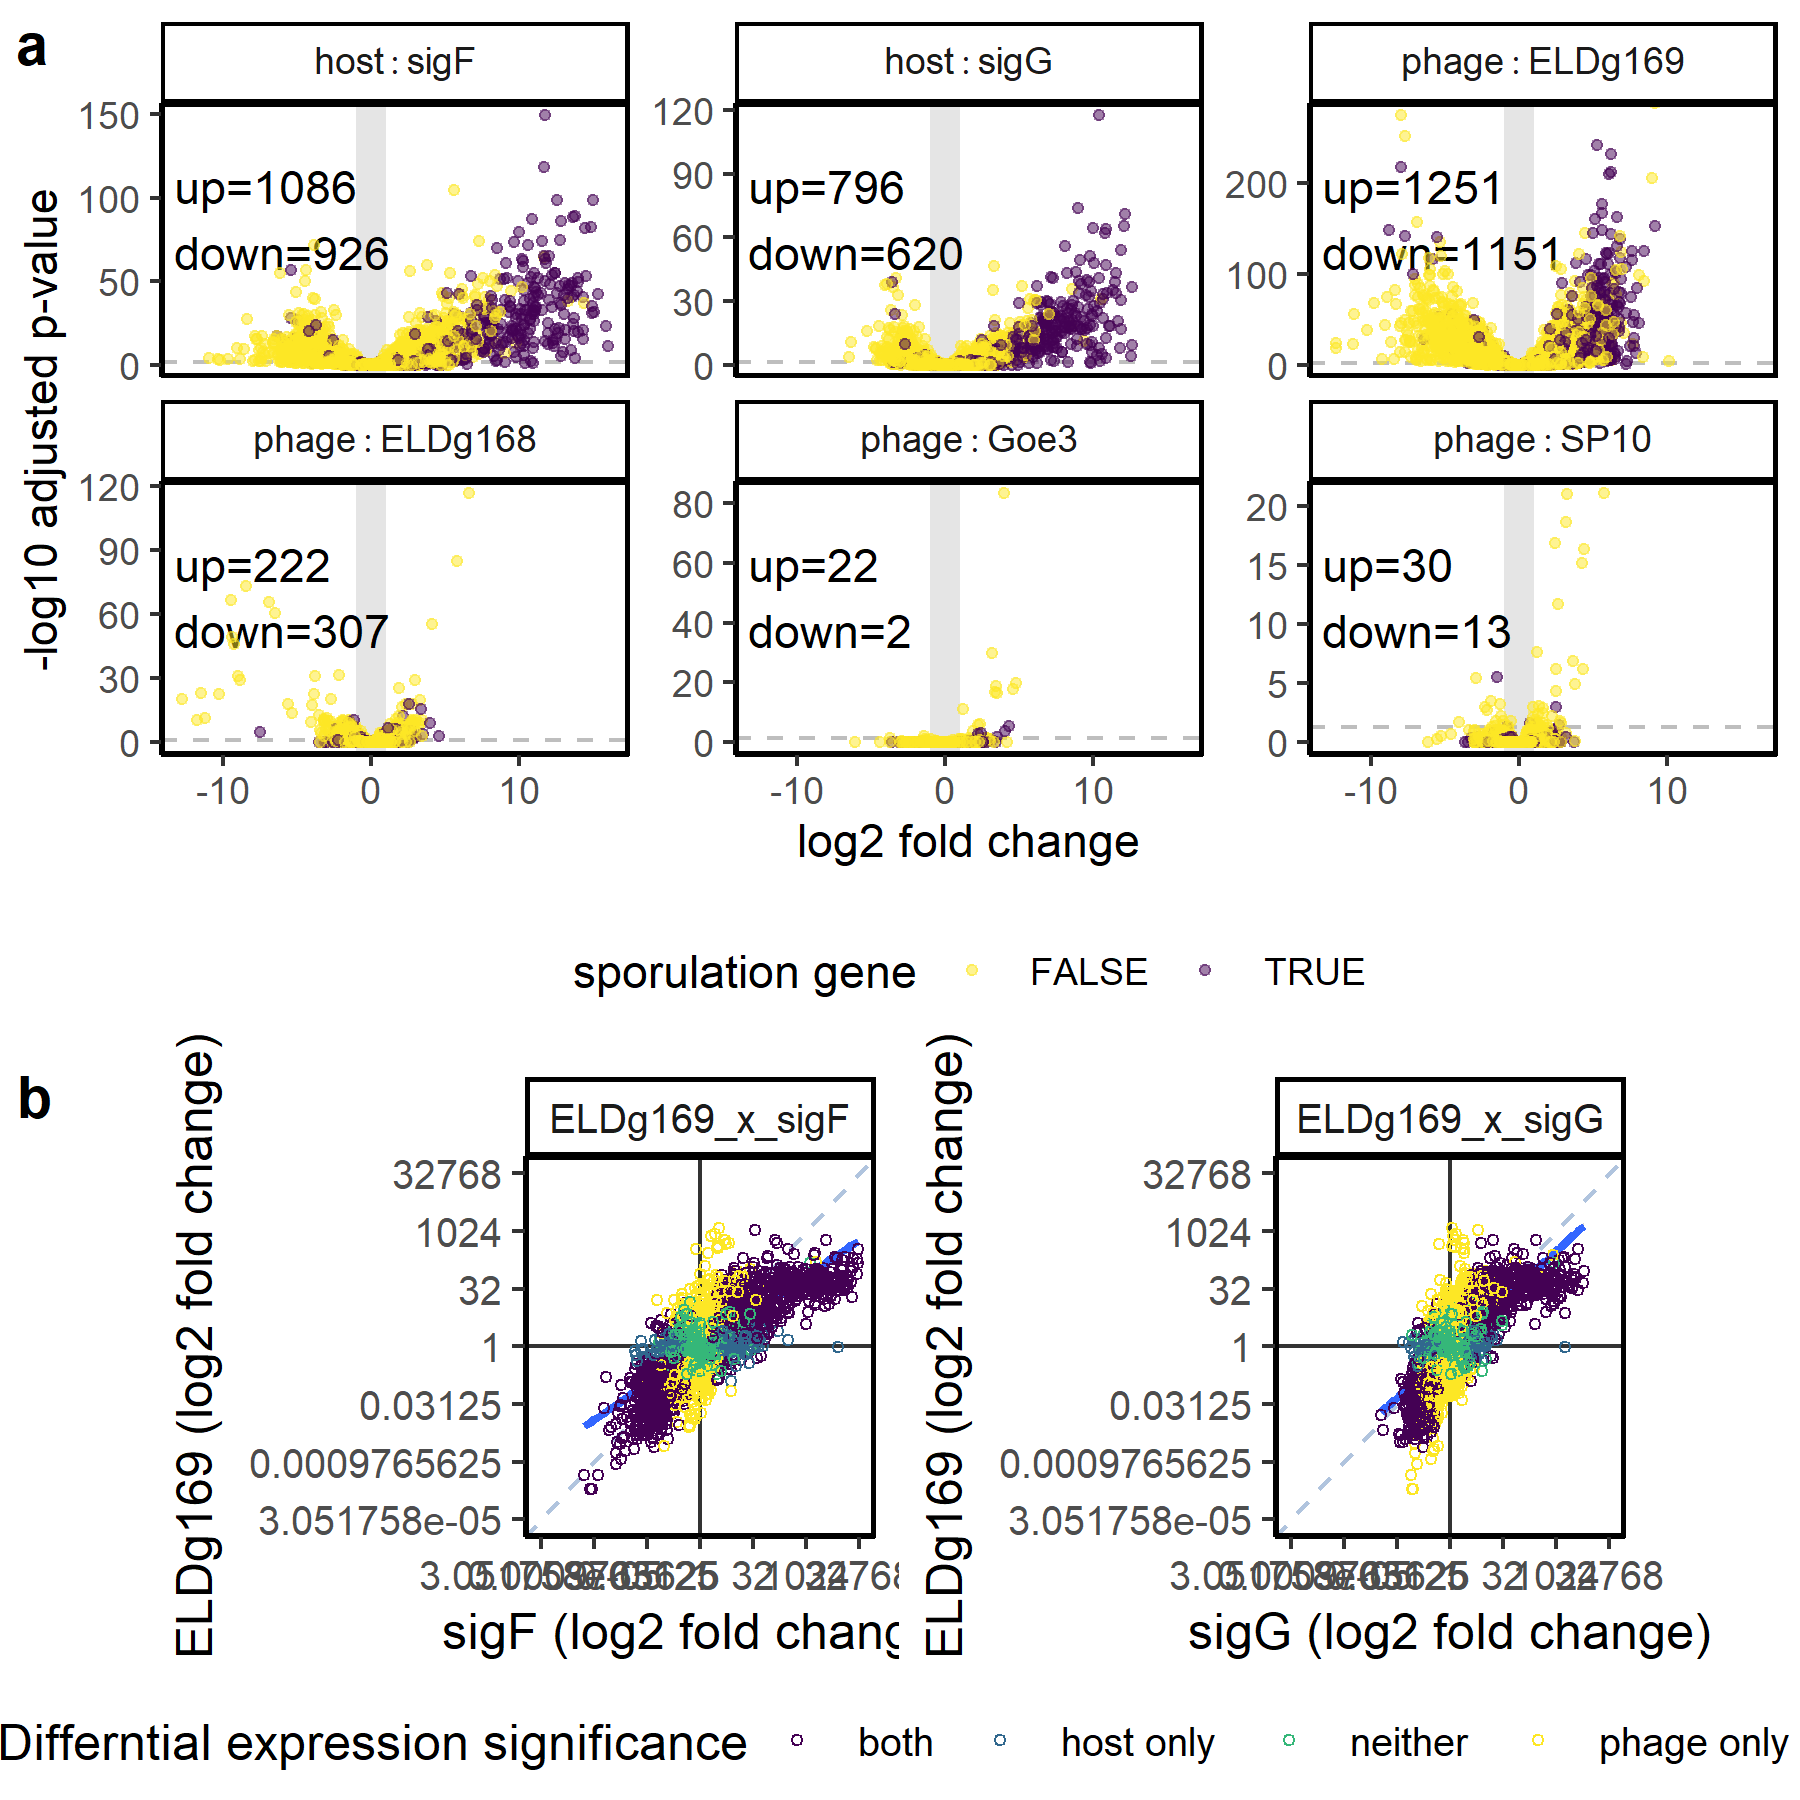 a
host:sigF
host:sigG
phage:ELDg169
-log10 adjusted p-value
150
100
50
0
up=1086
down=926
120
90
60
30
0
up=796
down=620
200
100
0
up=1251
down=1151
phage:ELDg168
phage:Goe3
phage:SP10
120
90
60
30
0
up=222
down=307
80
60
40
20
0
up=22
down=2
20
15
10
5
0
up=30
down=13
-10 0 10
-10 0 10
-10 0 10
log2 fold change
sporulation gene FALSE TRUE
b
ELDg169_x_sigF
ELDg169 (log2 fold change)
32768
1024
32
1
0.03125
0.0009765625
3.051758e-05
sigF (log2 fold chang
ELDg169_x_sigG
ELDg169 (log2 fold change)
32768
1024
32
1
0.03125
0.0009765625
3.051758e-05
32768
sigG (log2 fold change)
Differntial expression significance both host only neither phage only